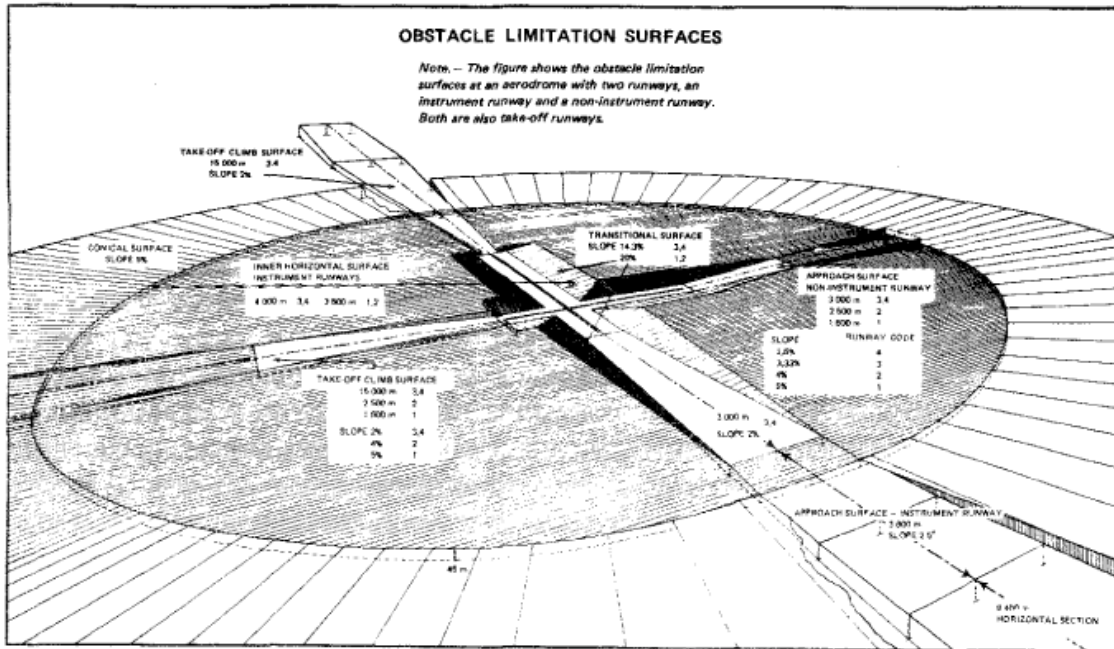 OBSTACLE LIMITATION SURFACES
Note.— The figure shows the obstacle limitation
surfaces at an aerodrome with two runways, an
instrument runway and a non-instrument runway.
Both are also take-off runways.
TAKE-OFF CLIMB SURFACE
15 000 m 3,4
SLOPE 2%
CONICAL SURFACE
SLOPE 5%
INNER HORIZONTAL SURFACE
INSTRUMENT RUNWAYS
4 000 m 3,4 3 500 m 1,2
TRANSITIONAL SURFACE
SLOPE 14.3% 3,4
20% 1,2
APPROACH SURFACE
NON-INSTRUMENT RUNWAY
3 000 m 3,4
2 500 m 2
1 600 m 1
SLOPE RUNWAY CODE
4
3,33% 3
4% 2
5% 1
TAKE-OFF CLIMB SURFACE
15 000 m 3,4
2 500 m 2
1 600 m 1
SLOPE 2% 3,4
4% 2
5% 1
3 000 m 3,4
SLOPE 2%
APPROACH SURFACE – INSTRUMENT RUNWAY
3 600 m
SLOPE
45 m
HORIZONTAL SECTION